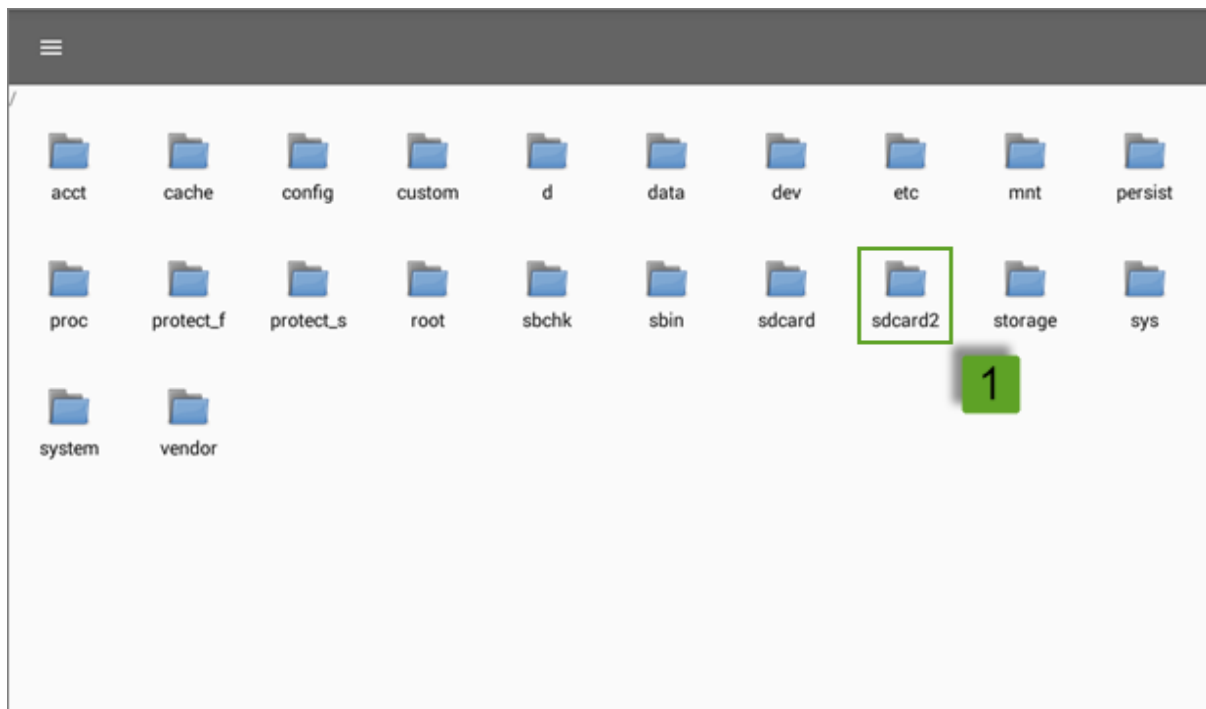 /
acct cache config custom d data dev etc mnt persist
proc protect_f protect_s root sbchk sbin sdcard sdcard2 storage sys
1
system vendor